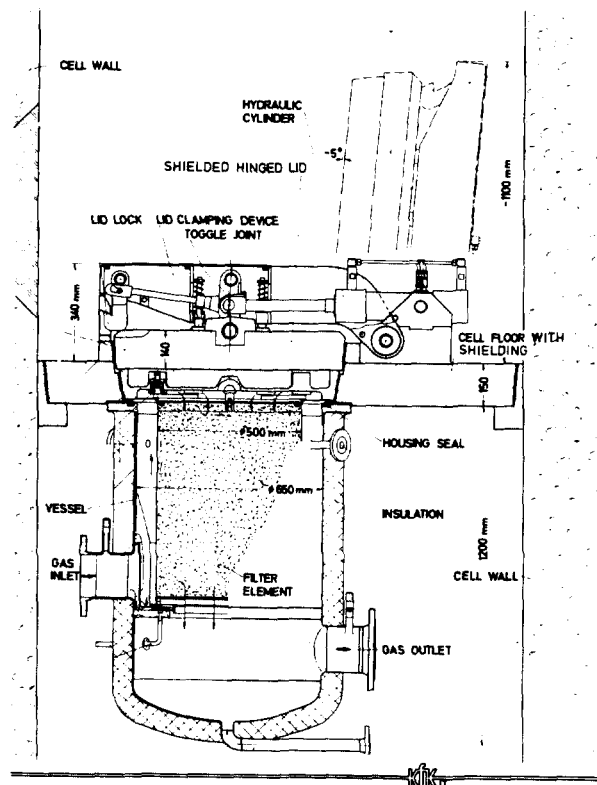 CELL WALL
HYDRAULIC
CYLINDER
~5°
SHIELDED HINGED LID
~1100 mm
LID LOCK LID CLAMPING DEVICE
TOGGLE JOINT
340 mm
140
CELL FLOOR WITH
SHIELDING
150
ϕ500 mm
HOUSING SEAL
ϕ650 mm
VESSEL
INSULATION
1200 mm
GAS
INLET
FILTER
ELEMENT
CELL WALL
GAS OUTLET
KfK